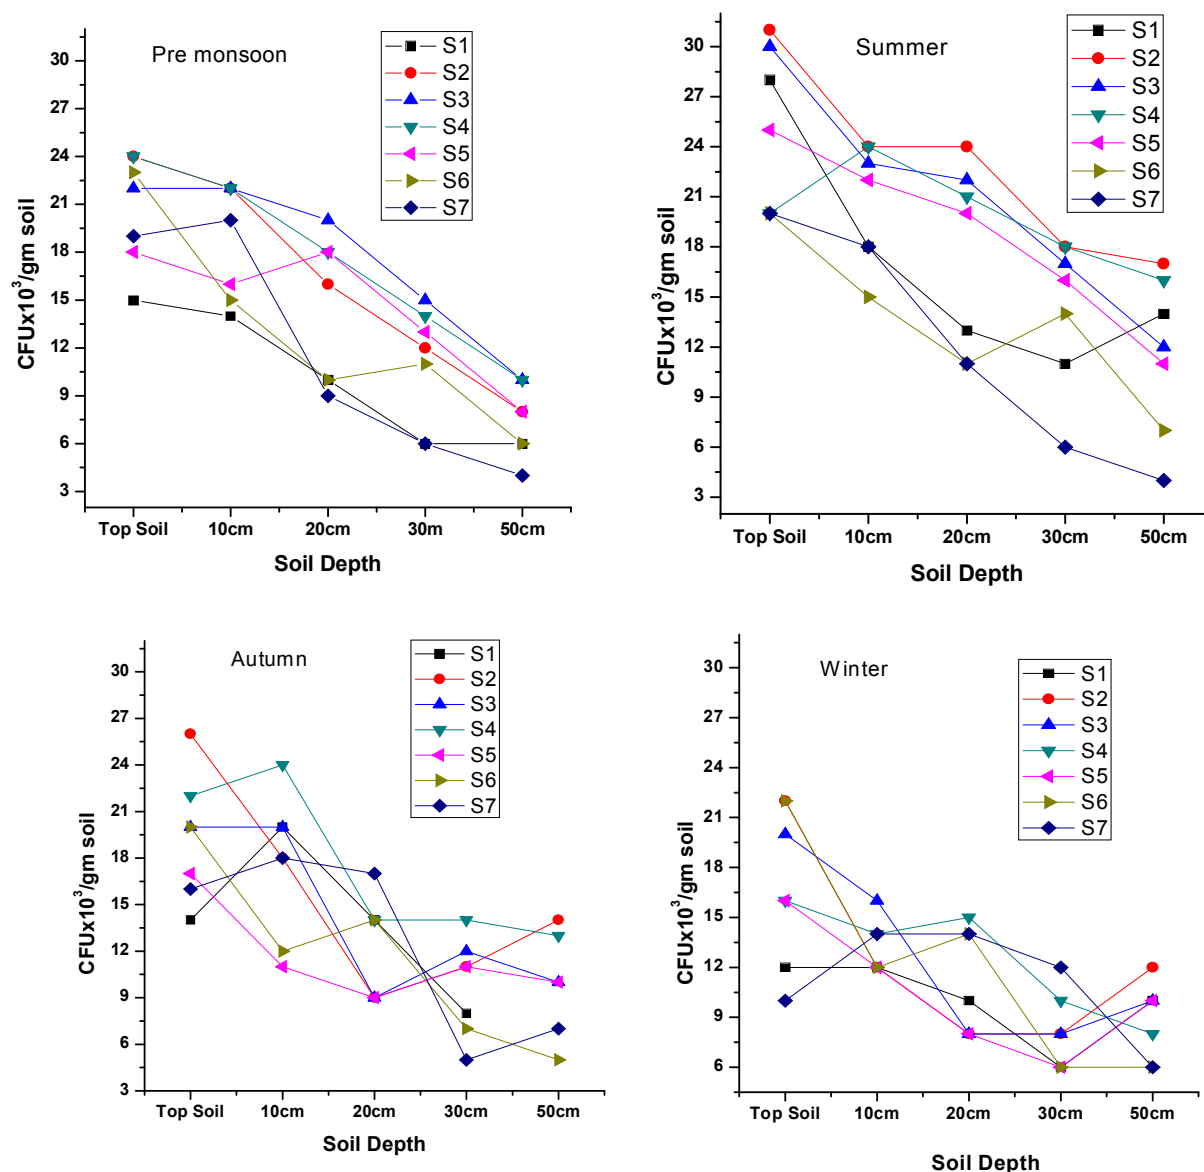 Pre monsoon
S1
S2
S3
S4
S5
S6
S7
30
27
24
21
18
15
12
9
6
3
CFUx10³/gm soil
Top Soil 10cm 20cm 30m 50cm
Soil Depth
Summer
S1
S2
S3
S4
S5
S6
S7
30
27
24
21
18
15
12
9
6
3
CFUx10³/gm soil
Top Soil 10cm 20cm 30cm 50cm
Soil Depth
Autumn
S1
S2
S3
S4
S5
S6
S7
30
27
24
21
18
15
12
9
6
3
CFUx10³/gm soil
Top Soil 10cm 20cm 30cm 50cm
Soil Depth
Winter
S1
S2
S3
S4
S5
S6
S7
30
27
24
21
18
15
12
9
6
CFUx10³/gm soil
Top Soil 10cm 20cm 30cm 50cm
Soil Depth